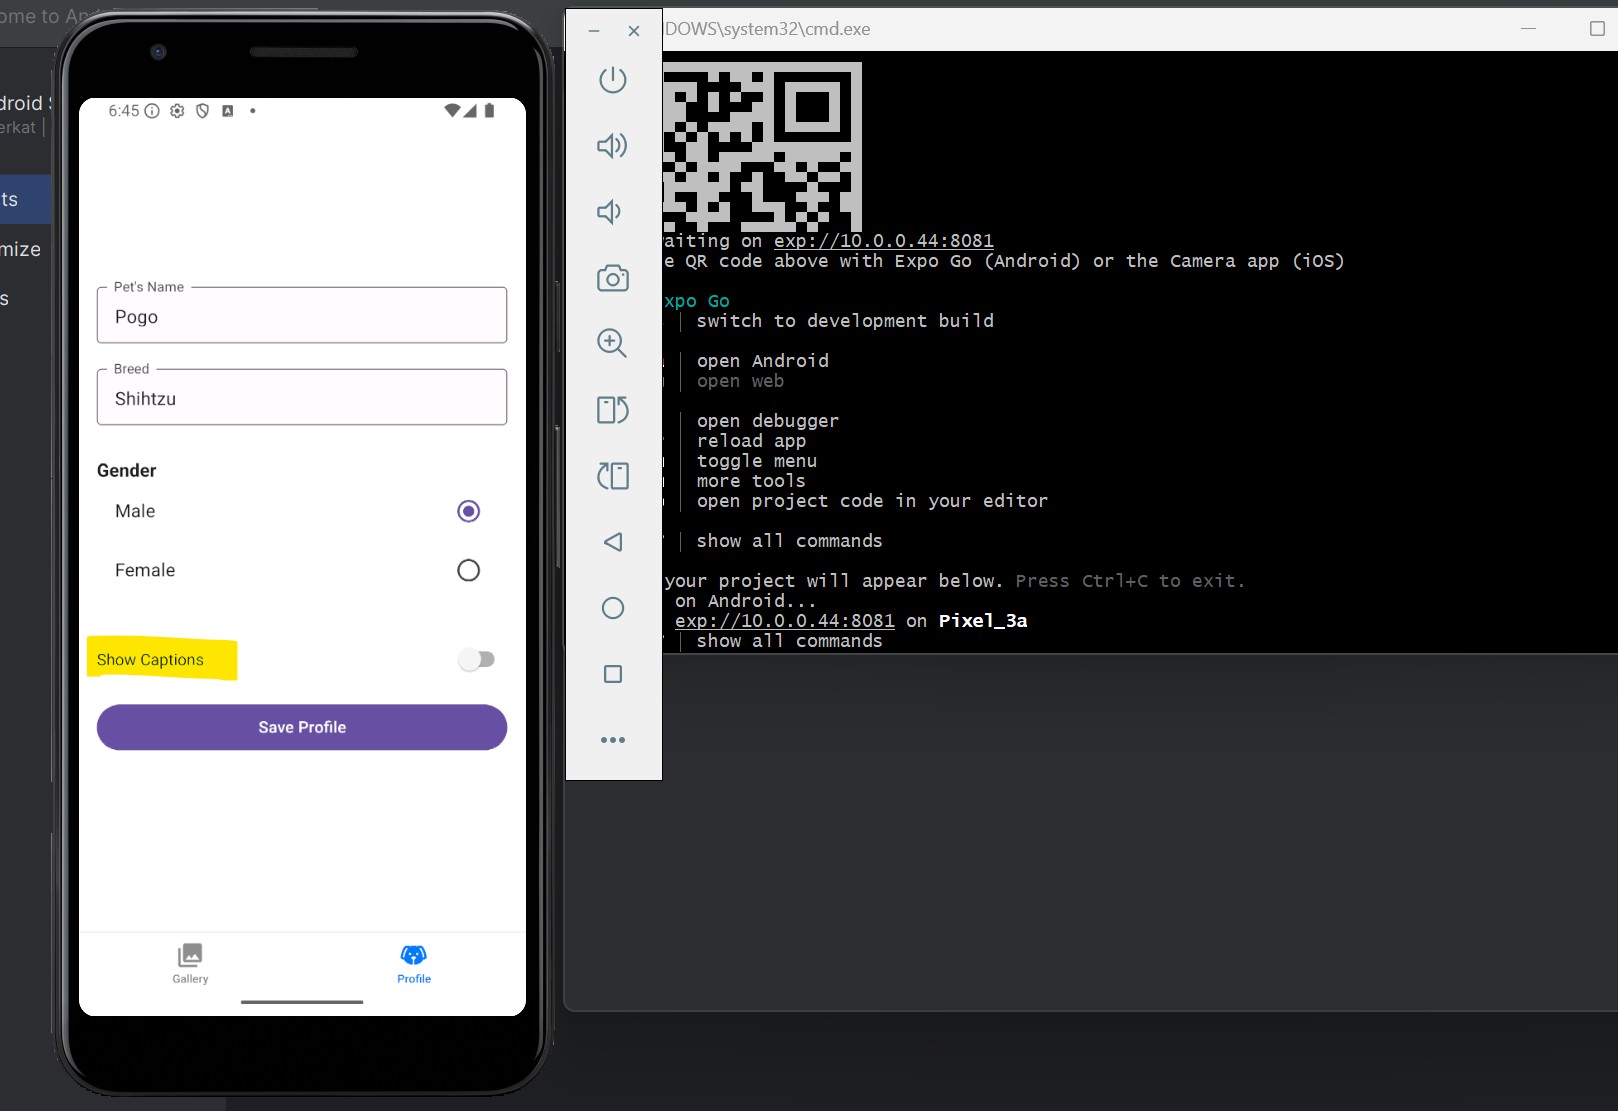 6:45
Pet's Name
Pogo
Breed
Shihtzu
Gender
Male
Female
Show Captions
Save Profile
Gallery
Profile
DOWS\system32\cmd.exe
aiting on exp://10.0.0.44:8081
e QR code above with Expo Go (Android) or the Camera app (iOS)
xpo Go
switch to development build
open Android
open web
open debugger
reload app
toggle menu
more tools
open project code in your editor
show all commands
your project will appear below. Press Ctrl+C to exit.
on Android...
exp://10.0.0.44:8081 on Pixel_3a
show all commands
ome to An
droid S
erkat |
ts
mize
s